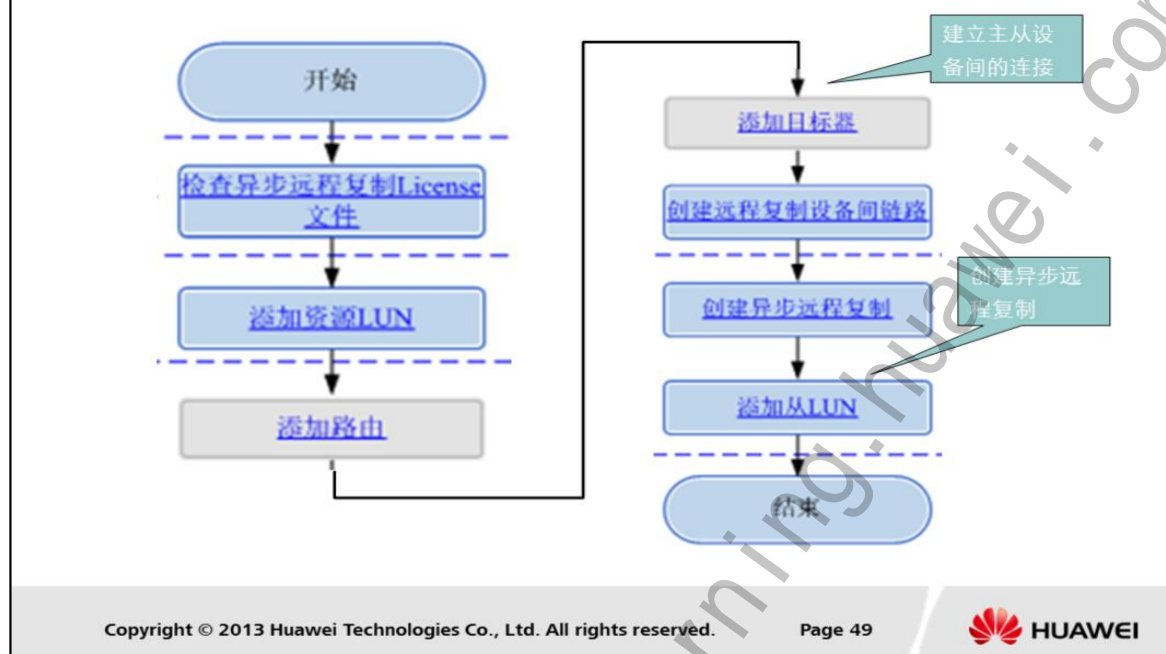 开始
检查异步远程复制License
文件
添加资源LUN
添加路由
建立主从设
备间的连接
添加目标器
创建远程复制设备间链路
创建异步远程复制
创建异步远
程复制
添加从LUN
结束
rning.huawei.com
Copyright © 2013 Huawei Technologies Co., Ltd. All rights reserved.
Page 49
HUAWEI